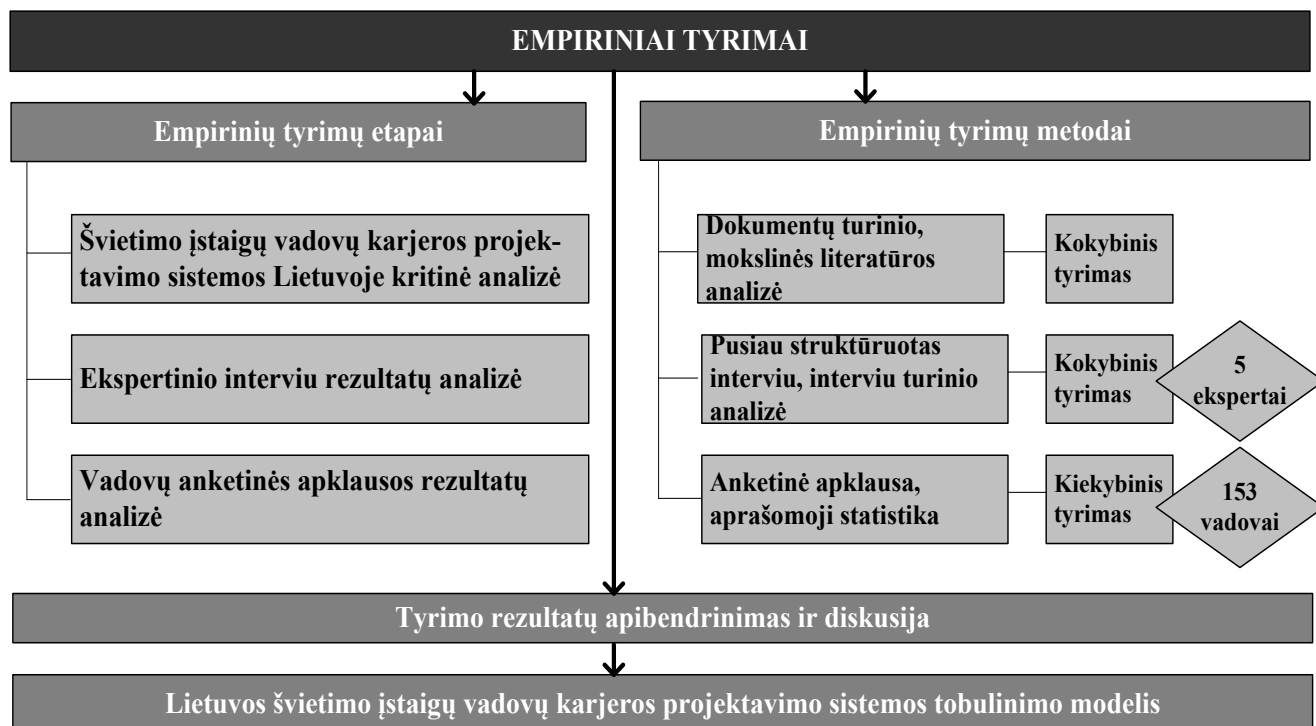 EMPIRINIAI TYRIMAI
Empirinių tyrimų etapai
Švietimo įstaigų vadovų karjeros projek-
tavimo sistemos Lietuvoje kritinė analizė
Ekspertinio interviu rezultatų analizė
Vadovų anketinės apklausos rezultatų
analizė
Empirinių tyrimų metodai
Dokumentų turinio,
mokslinės literatūros
analizė
Kokybinis
tyrimas
Pusiau struktūruotas
interviu, interviu turinio
analizė
Kokybinis
tyrimas
5
ekspertai
Anketinė apklausa,
aprašomoji statistika
Kiekybinis
tyrimas
153
vadovai
Tyrimo rezultatų apibendrinimas ir diskusija
Lietuvos švietimo įstaigų vadovų karjeros projektavimo sistemos tobulinimo modelis